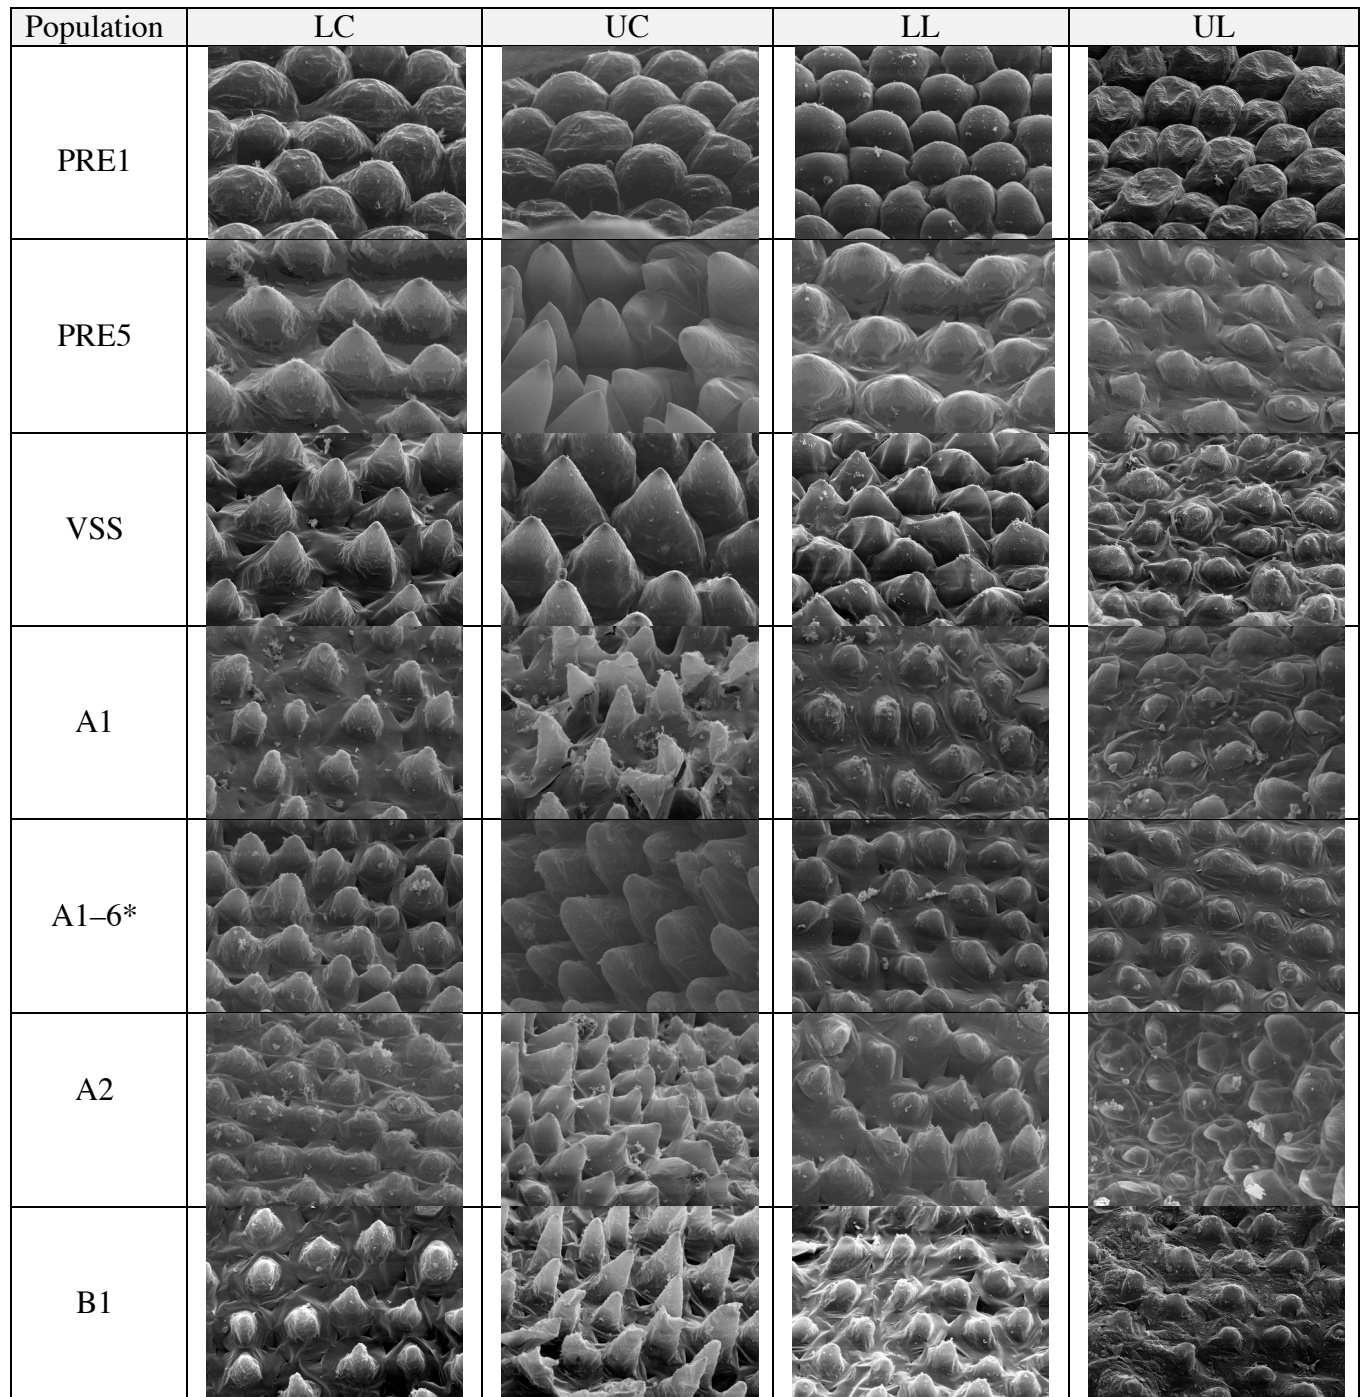 Population LC UC LL UL
PRE1
PRE5
VSS
A1
A1–6*
A2
B1